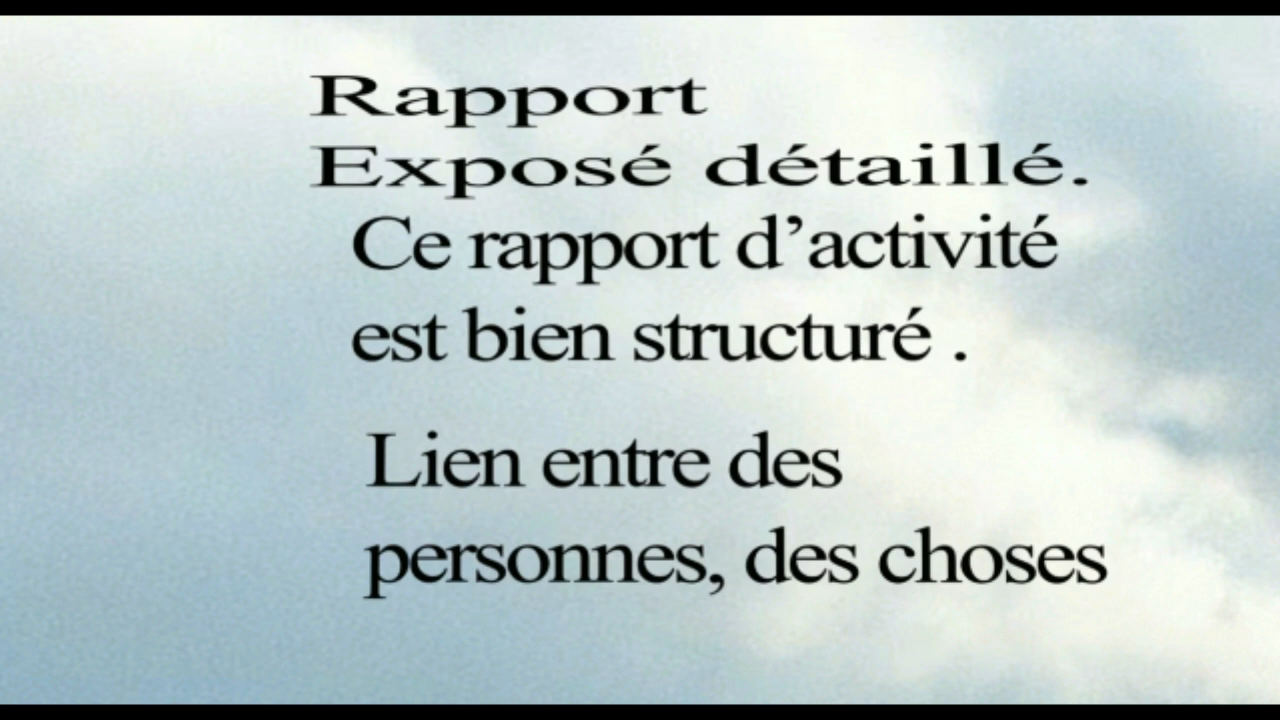 Rapport
Exposé détaillé.
Ce rapport d’activité
est bien structuré .
Lien entre des
personnes, des choses